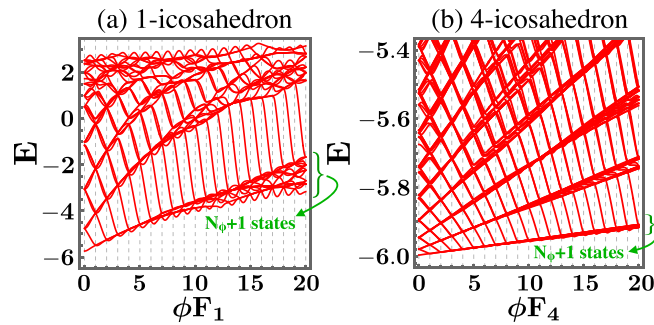 (a) 1-icosahedron
(b) 4-icosahedron
E
2
0
−2
−4
−6
0
5
10
15
20
ϕF₁
Nϕ+1 states
E
−5.4
−5.6
−5.8
−6.0
0
5
10
15
20
ϕF₄
Nϕ+1 states